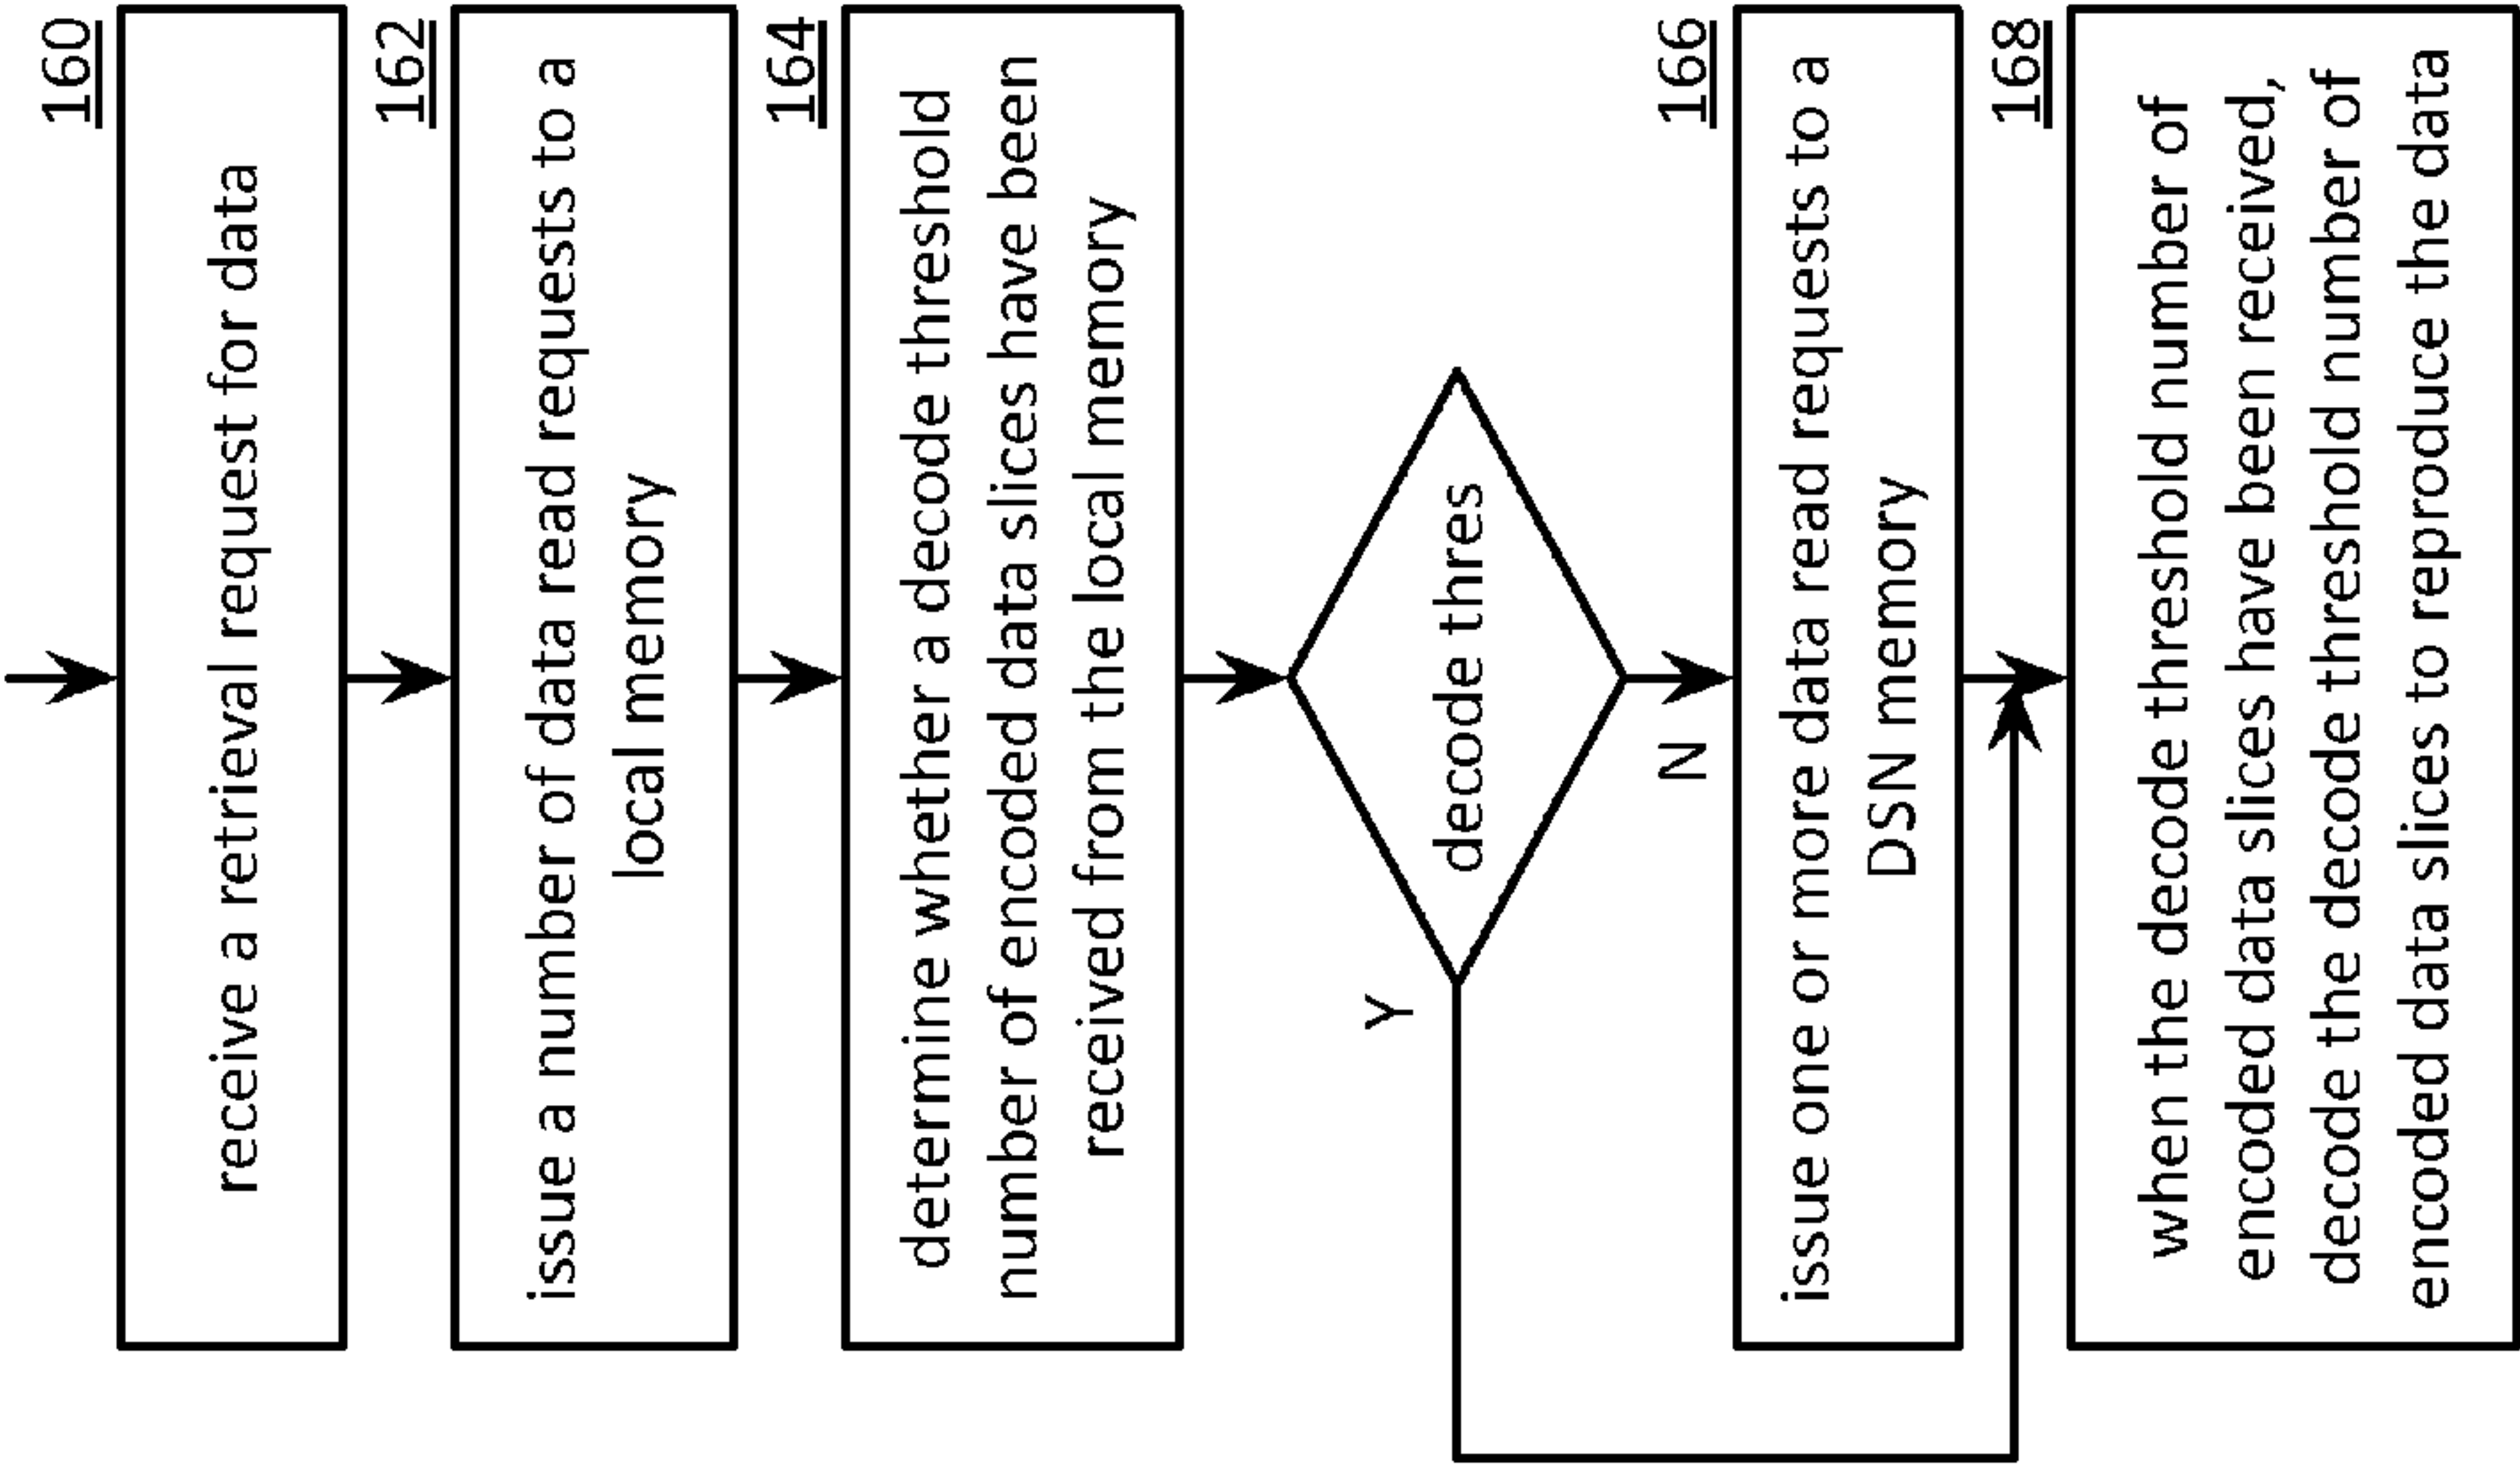 160
receive a retrieval request for data
162
issue a number of data read requests to a
local memory
164
determine whether a decode threshold
number of encoded data slices have been
received from the local memory
decode thres
Y
N
166
issue one or more data read requests to a
DSN memory
168
when the decode threshold number of
encoded data slices have been received,
decode the decode threshold number of
encoded data slices to reproduce the data